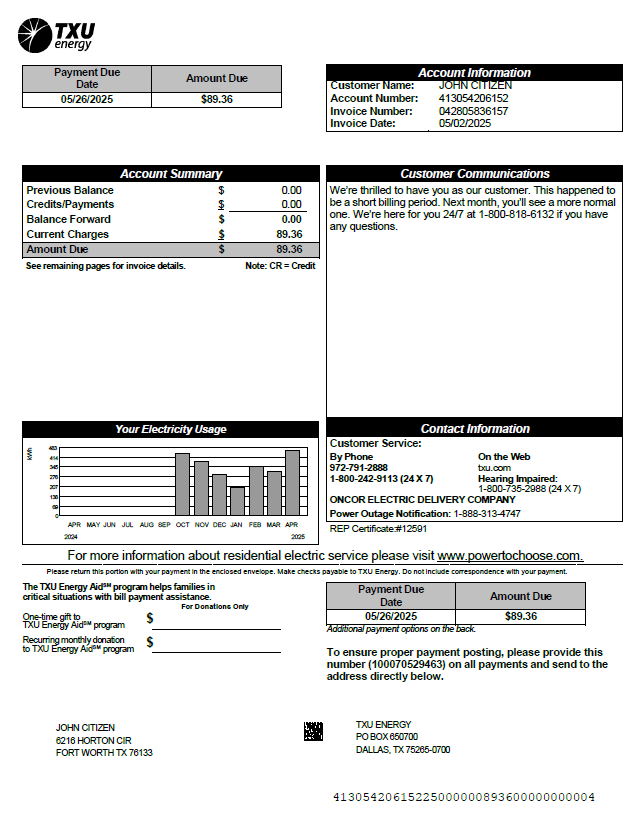 TXU
energy
Payment Due Date Amount Due
05/26/2025 $89.36
Account Information
Customer Name: JOHN CITIZEN
Account Number: 413054206152
Invoice Number: 042805836157
Invoice Date: 05/02/2025
Account Summary
Previous Balance $ 0.00
Credits/Payments $ 0.00
Balance Forward $ 0.00
Current Charges $ 89.36
Amount Due $ 89.36
See remaining pages for invoice details. Note: CR = Credit
Customer Communications
We're thrilled to have you as our customer. This happened to
be a short billing period. Next month, you'll see a more normal
one. We're here for you 24/7 at 1-800-818-6132 if you have
any questions.
Your Electricity Usage
kWh
483
414
345
276
207
138
69
0
APR MAY JUN JUL AUG SEP OCT NOV DEC JAN FEB MAR APR
2024 2025
Contact Information
Customer Service:
By Phone On the Web
972-791-2888 txu.com
1-800-242-9113 (24 X 7) Hearing Impaired:
1-800-735-2988 (24 X 7)
ONCOR ELECTRIC DELIVERY COMPANY
Power Outage Notification: 1-888-313-4747
REP Certificate:#12591
For more information about residential electric service please visit www.powertochoose.com.
Please return this portion with your payment in the enclosed envelope. Make checks payable to TXU Energy. Do not include correspondence with your payment.
The TXU Energy Aid℠ program helps families in
critical situations with bill payment assistance.
For Donations Only
One-time gift to
TXU Energy Aid℠ program $
Recurring monthly donation
to TXU Energy Aid℠ program $
Payment Due Date Amount Due
05/26/2025 $89.36
Additional payment options on the back.
To ensure proper payment posting, please provide this
number (100070529463) on all payments and send to the
address directly below.
JOHN CITIZEN
6216 HORTON CIR
FORT WORTH TX 76133
TXU ENERGY
PO BOX 650700
DALLAS, TX 75265-0700
41305420615225000000893600000000004